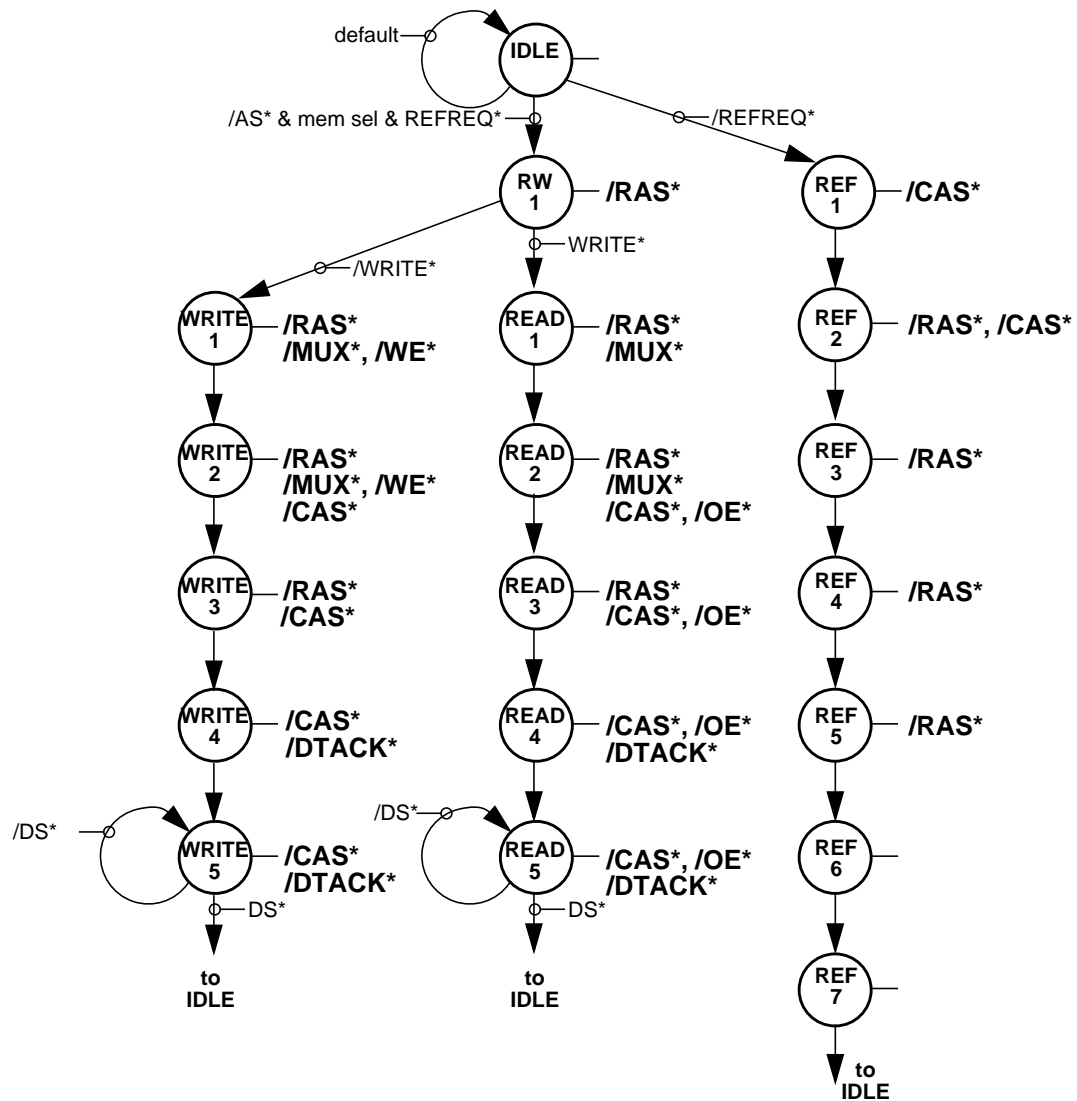 default
IDLE
/AS* & mem sel & REFREQ*
/REFREQ*
RW
1
/RAS*
REF
1
/CAS*
WRITE*
/WRITE*
WRITE
1
/RAS*
/MUX*, /WE*
READ
1
/RAS*
/MUX*
REF
2
/RAS*, /CAS*
WRITE
2
/RAS*
/MUX*, /WE*
/CAS*
READ
2
/RAS*
/MUX*
/CAS*, /OE*
REF
3
/RAS*
WRITE
3
/RAS*
/CAS*
READ
3
/RAS*
/CAS*, /OE*
REF
4
/RAS*
WRITE
4
/CAS*
/DTACK*
READ
4
/CAS*, /OE*
/DTACK*
REF
5
/RAS*
/DS*
WRITE
5
/CAS*
/DTACK*
DS*
/DS*
READ
5
/CAS*, /OE*
/DTACK*
DS*
REF
6
to
IDLE
to
IDLE
REF
7
to
IDLE